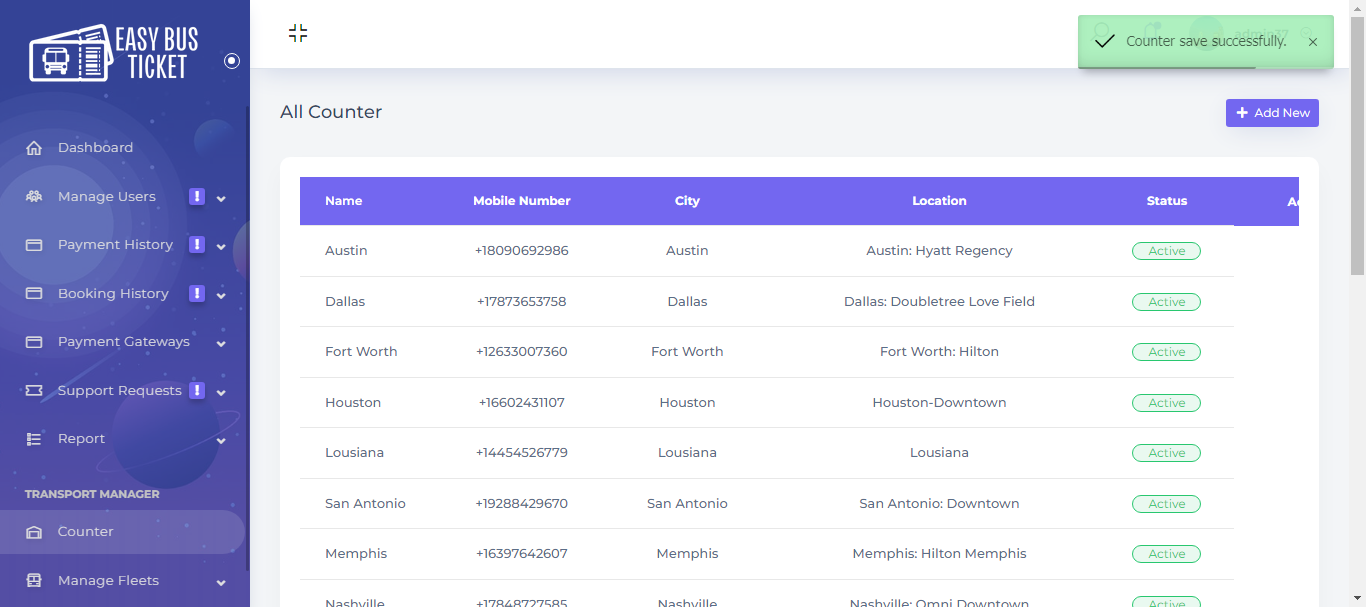 EASY BUS
TICKET
Counter save successfully.
All Counter
Add New
Dashboard
Manage Users
Payment History
Booking History
Payment Gateways
Support Requests
Report
TRANSPORT MANAGER
Counter
Manage Fleets
Name Mobile Number City Location Status
Austin +18090692986 Austin Austin: Hyatt Regency Active
Dallas +17873653758 Dallas Dallas: Doubletree Love Field Active
Fort Worth +12633007360 Fort Worth Fort Worth: Hilton Active
Houston +16602431107 Houston Houston-Downtown Active
Lousiana +14454526779 Lousiana Lousiana Active
San Antonio +19288429670 San Antonio San Antonio: Downtown Active
Memphis +16397642607 Memphis Memphis: Hilton Memphis Active
Nashville +17848727585 Nashville Nashville: Omni Downtown Active